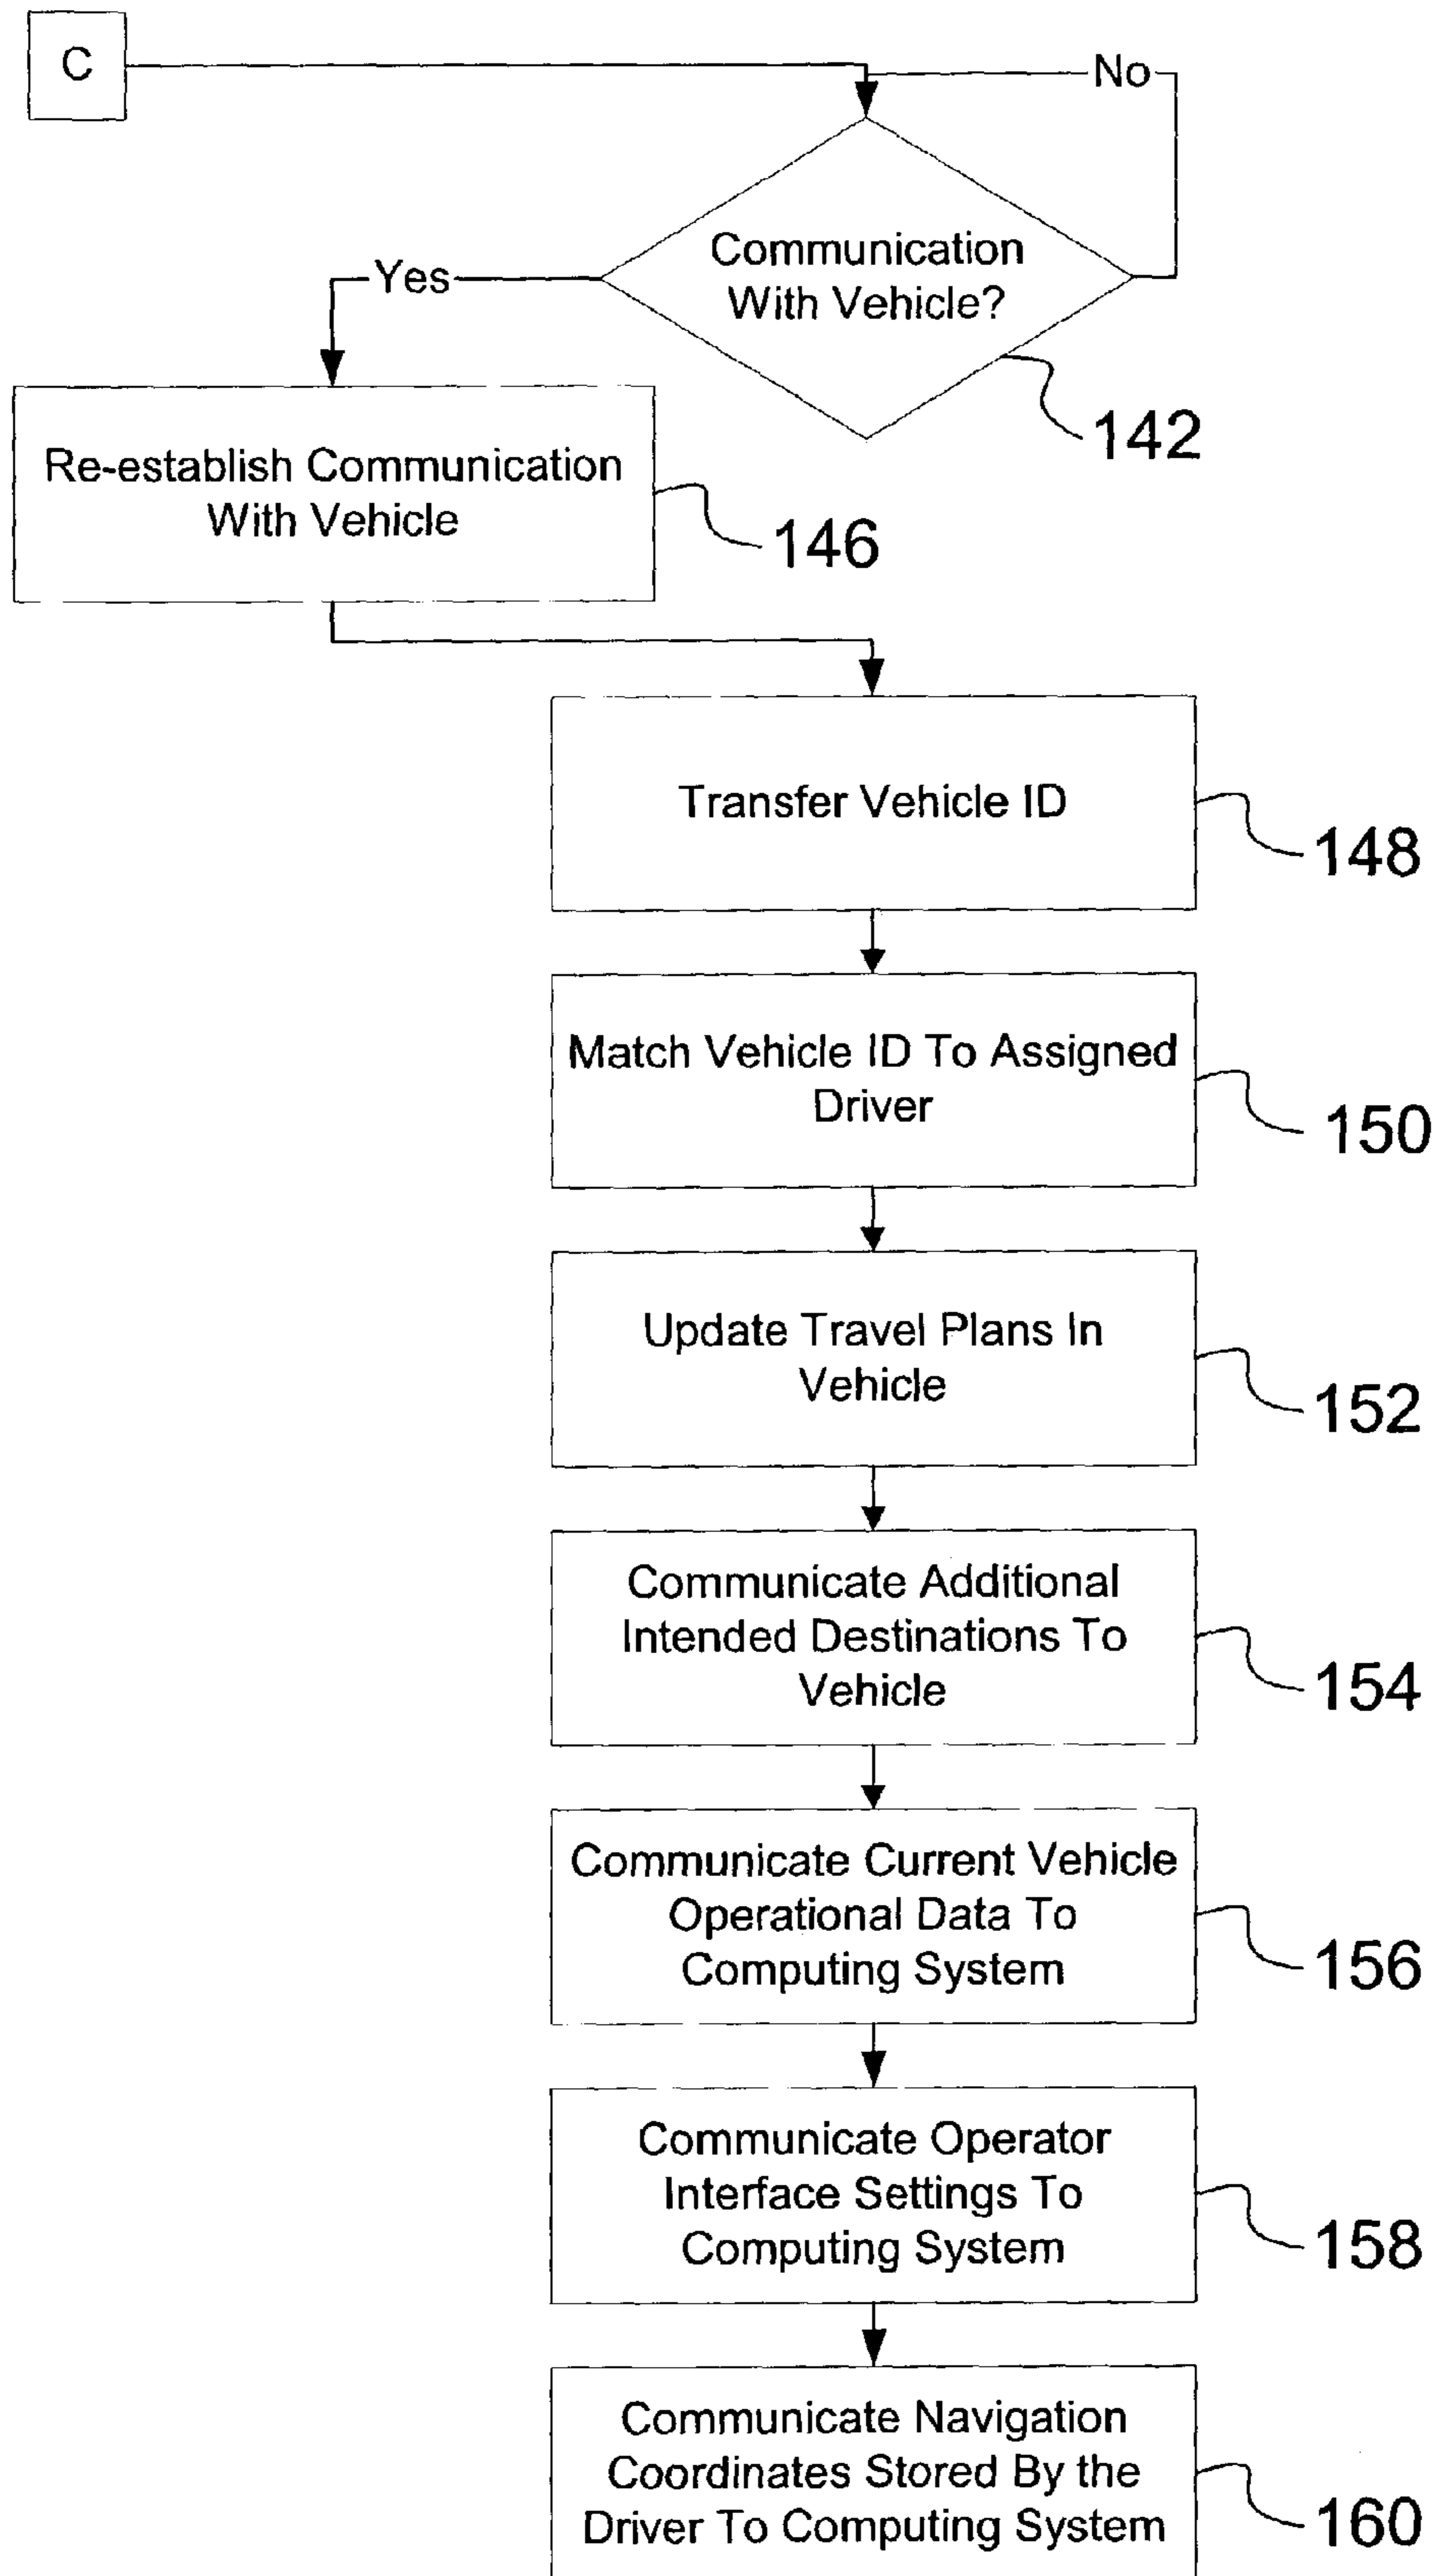 C
No
Communication
With Vehicle?
Yes
142
Re-establish Communication
With Vehicle
146
Transfer Vehicle ID
148
Match Vehicle ID To Assigned
Driver
150
Update Travel Plans In
Vehicle
152
Communicate Additional
Intended Destinations To
Vehicle
154
Communicate Current Vehicle
Operational Data To
Computing System
156
Communicate Operator
Interface Settings To
Computing System
158
Communicate Navigation
Coordinates Stored By the
Driver To Computing System
160